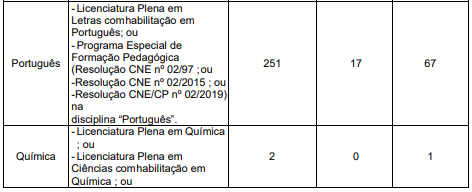 - Licenciatura Plena em
Letras comhabilitação em
Português; ou
- Programa Especial de
Formação Pedagógica
(Resolução CNE nº 02/97 ;ou
-Resolução CNE nº 02/2015 ; ou
-Resolução CNE/CP nº 02/2019)
na
disciplina “Português”.
Português
251
17
67
- Licenciatura Plena em Química
; ou
- Licenciatura Plena em
Ciências comhabilitação em
Química ; ou
Química
2
0
1